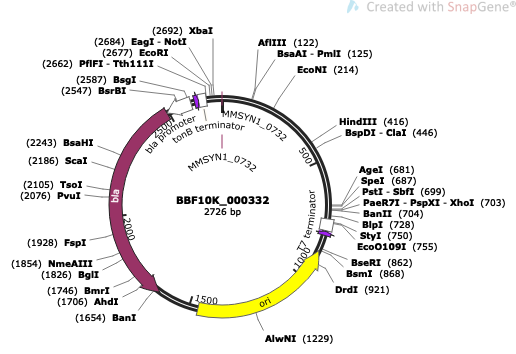 Created with SnapGene®
(2692) XbaI
(2684) EagI - NotI
(2677) EcoRI
(2662) PflFI - Tth111I
(2587) BsgI
(2547) BsrBI
AflIII (122)
BsaAI - PmlI (125)
EcoNI (214)
HindIII (416)
BspDI - ClaI (446)
AgeI (681)
SpeI (687)
PstI - SbfI (699)
PaeR7I - PspXI - XhoI (703)
BanII (704)
BlpI (728)
StyI (750)
EcoO109I (755)
BseRI (862)
BsmI (868)
DrdI (921)
AlwNI (1229)
(2243) BsaHI
(2186) ScaI
(2105) TsoI
(2076) PvuI
(1928) FspI
(1854) NmeAIII
(1826) BglI
(1746) BmrI
(1706) AhdI
(1654) BanI
bla promoter
tonB terminator
MMSYN1_0732
MMSYN1_0732
BBF10K_000332
2726 bp
T7 terminator
bla
ori
500
1000
1500
2000
2500